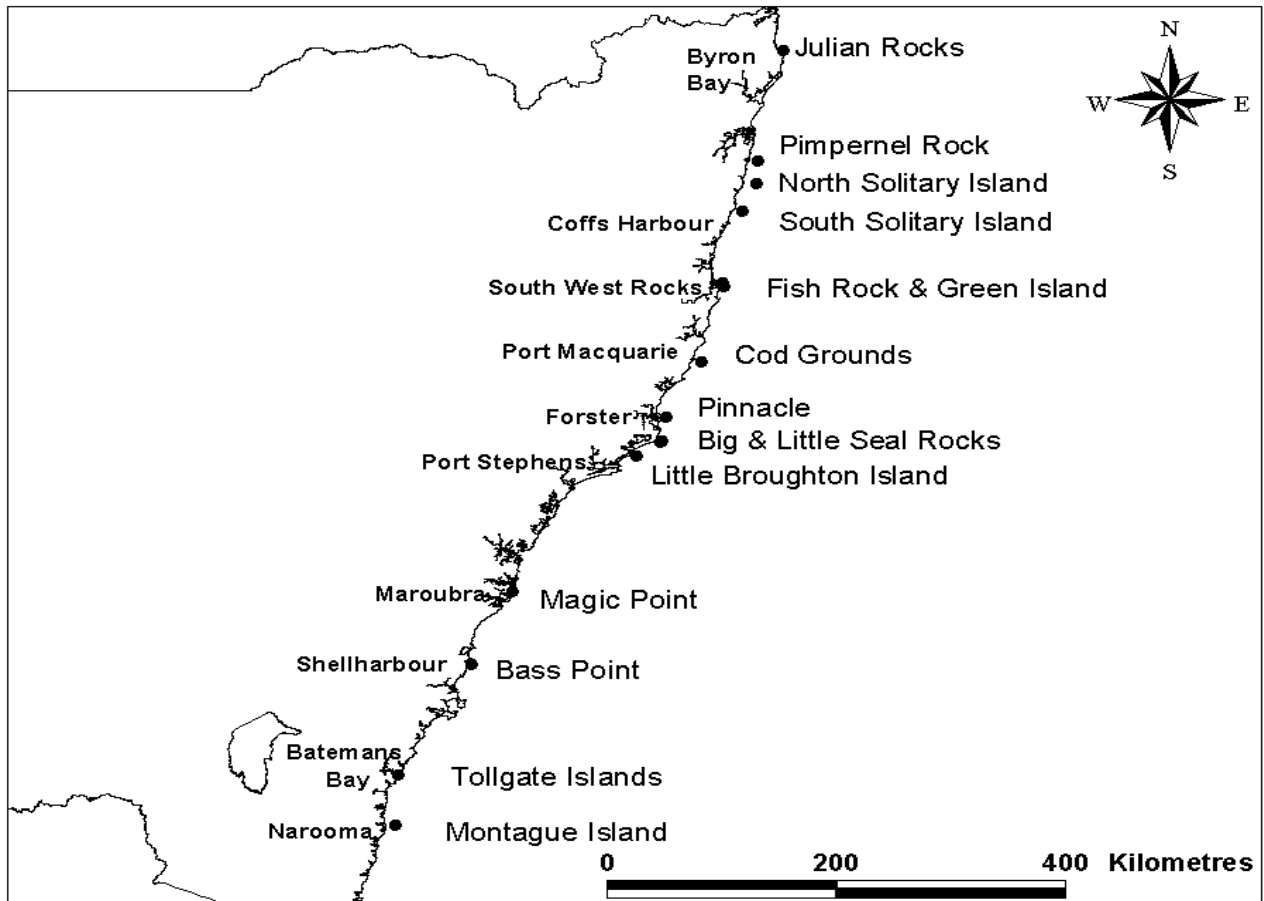 Byron
Bay
Julian Rocks
N
W E
S
Pimpernel Rock
North Solitary Island
Coffs Harbour
South Solitary Island
South West Rocks
Fish Rock & Green Island
Port Macquarie
Cod Grounds
Forster
Pinnacle
Big & Little Seal Rocks
Port Stephens
Little Broughton Island
Maroubra
Magic Point
Shellharbour
Bass Point
Batemans
Bay
Tollgate Islands
Narooma
Montague Island
0 200 400 Kilometres